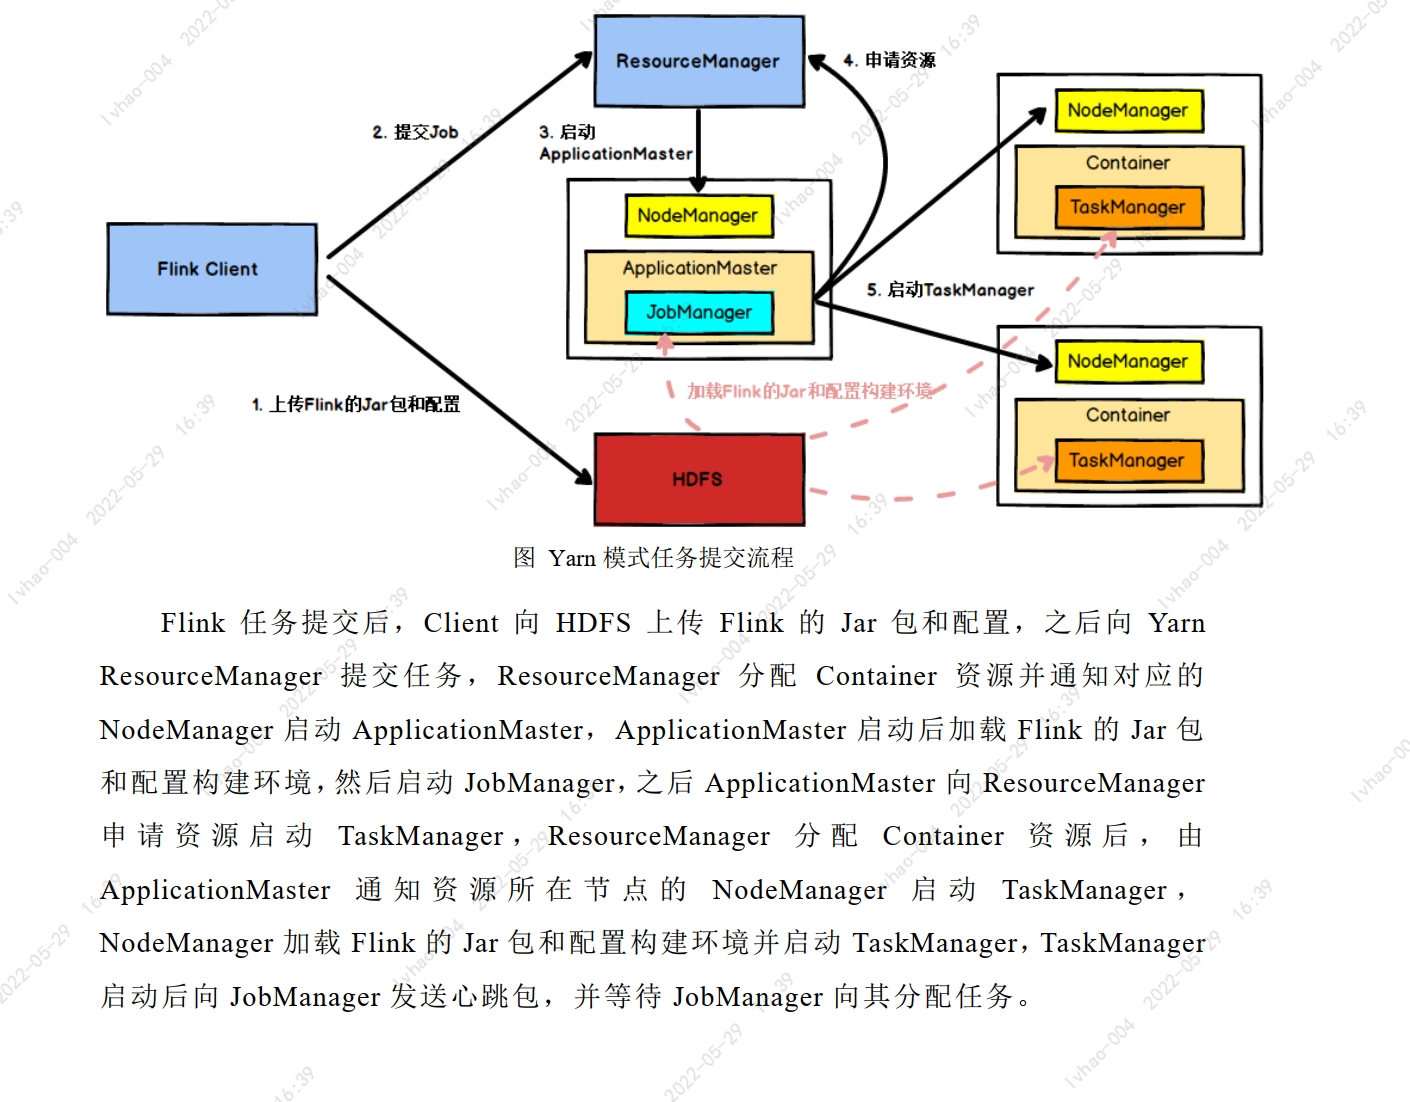 ResourceManager
4. 申请资源
NodeManager
Container
TaskManager
2. 提交Job
3. 启动
ApplicationMaster
NodeManager
ApplicationMaster
JobManager
Flink Client
5. 启动TaskManager
NodeManager
Container
TaskManager
加载Flink的Jar和配置构建环境
1. 上传Flink的Jar包和配置
HDFS
图 Yarn 模式任务提交流程
Flink 任务提交后，Client 向 HDFS 上传 Flink 的 Jar 包和配置，之后向 Yarn
ResourceManager 提交任务，ResourceManager 分配 Container 资源并通知对应的
NodeManager 启动 ApplicationMaster，ApplicationMaster 启动后加载 Flink 的 Jar 包
和配置构建环境，然后启动 JobManager，之后 ApplicationMaster 向 ResourceManager
申请资源启动 TaskManager，ResourceManager 分配 Container 资源后，由
ApplicationMaster 通知资源所在节点的 NodeManager 启动 TaskManager，
NodeManager 加载 Flink 的 Jar 包和配置构建环境并启动 TaskManager，TaskManager
启动后向 JobManager 发送心跳包，并等待 JobManager 向其分配任务。
lvhao-004 2022-05-29 16:39